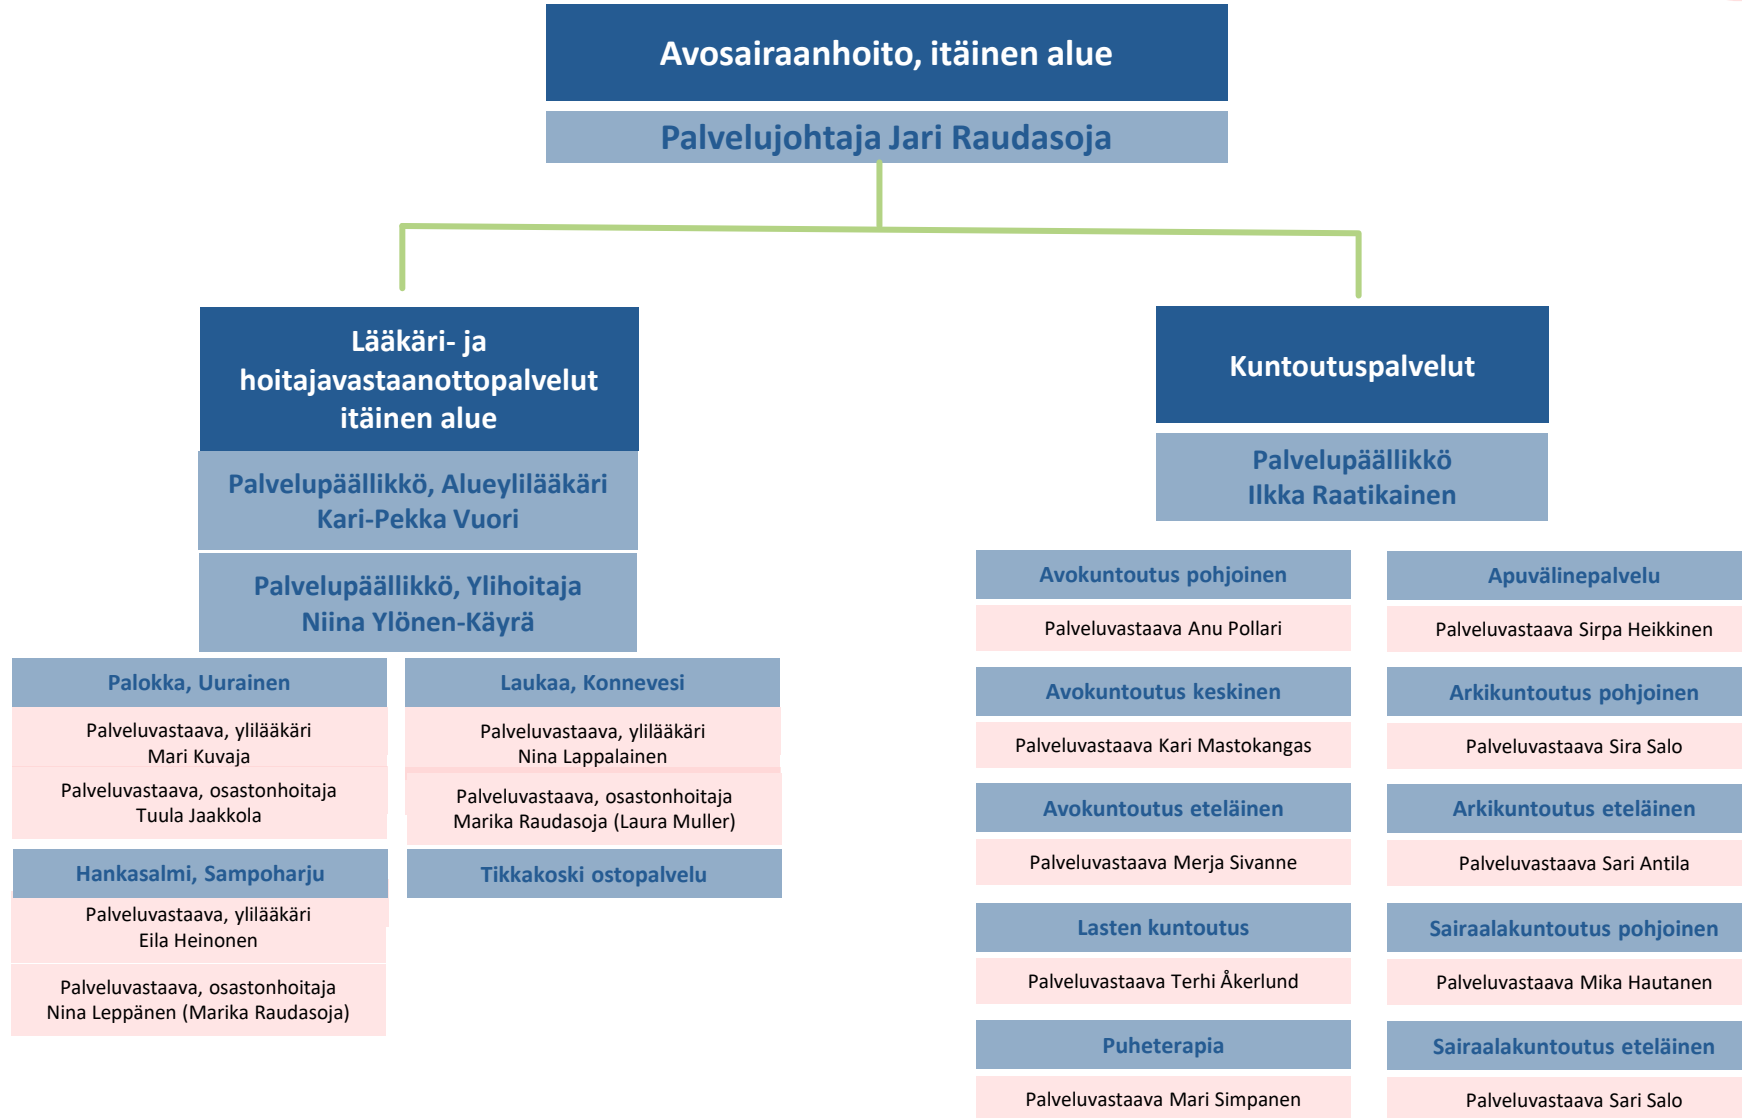 Avosairaanhoito, itäinen alue
Palvelujohtaja Jari Raudasoja
Lääkäri- ja
hoitajavastaanottopalvelut
itäinen alue
Palvelupäällikkö, Alueylilääkäri
Kari-Pekka Vuori
Palvelupäällikkö, Ylihoitaja
Niina Ylönen-Käyrä
Palokka, Uurainen
Palveluvastaava, ylilääkäri
Mari Kuvaja
Palveluvastaava, osastonhoitaja
Tuula Jaakkola
Laukaa, Konnevesi
Palveluvastaava, ylilääkäri
Nina Lappalainen
Palveluvastaava, osastonhoitaja
Marika Raudasoja (Laura Muller)
Hankasalmi, Sampoharju
Palveluvastaava, ylilääkäri
Eila Heinonen
Palveluvastaava, osastonhoitaja
Nina Leppänen (Marika Raudasoja)
Tikkakoski ostopalvelu
Kuntoutuspalvelut
Palvelupäällikkö
Ilkka Raatikainen
Avokuntoutus pohjoinen
Palveluvastaava Anu Pollari
Avokuntoutus keskinen
Palveluvastaava Kari Mastokangas
Avokuntoutus eteläinen
Palveluvastaava Merja Sivanne
Lasten kuntoutus
Palveluvastaava Terhi Åkerlund
Puheterapia
Palveluvastaava Mari Simpanen
Apuvälinepalvelu
Palveluvastaava Sirpa Heikkinen
Arkikuntoutus pohjoinen
Palveluvastaava Sira Salo
Arkikuntoutus eteläinen
Palveluvastaava Sari Antila
Sairaalakuntoutus pohjoinen
Palveluvastaava Mika Hautanen
Sairaalakuntoutus eteläinen
Palveluvastaava Sari Salo